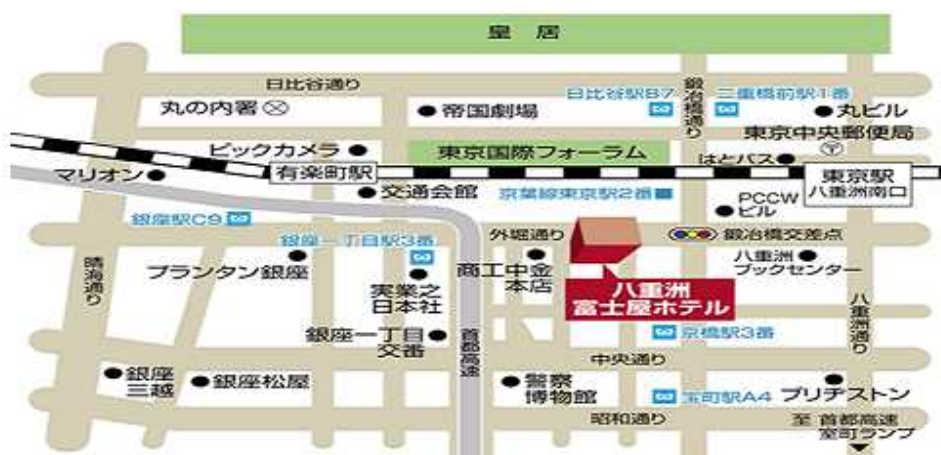 皇 居
日比谷通り
丸の内署
帝国劇場
日比谷駅B7
鍛冶橋通り
二重橋前駅1番
丸ビル
東京中央郵便局
ビックカメラ
東京国際フォーラム
はとバス
マリオン
有楽町駅
交通会館
京葉線東京駅2番
東京駅
八重洲南口
PCCW
ビル
銀座駅C9
銀座一丁目駅3番
外堀通り
鍛冶橋交差点
晴海通り
プランタン銀座
実業之
日本社
商工中金
本店
八重洲
富士屋ホテル
八重洲
ブックセンター
八重洲通り
銀座一丁目
交番
首都高速
京橋駅3番
中央通り
銀座
三越
銀座松屋
警察
博物館
宝町駅A4
ブリヂストン
昭和通り
至 首都高速
室町ランプ